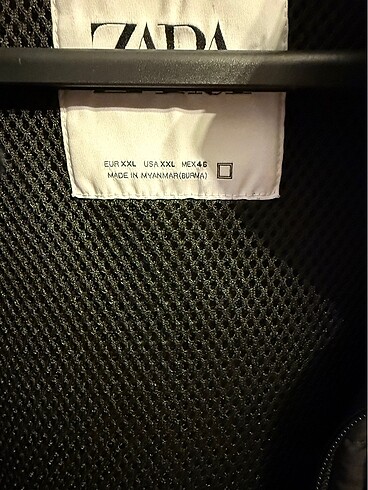 ZARA
EUR XXL USA XXL MEX 46
MADE IN MYANMAR(BURMA)